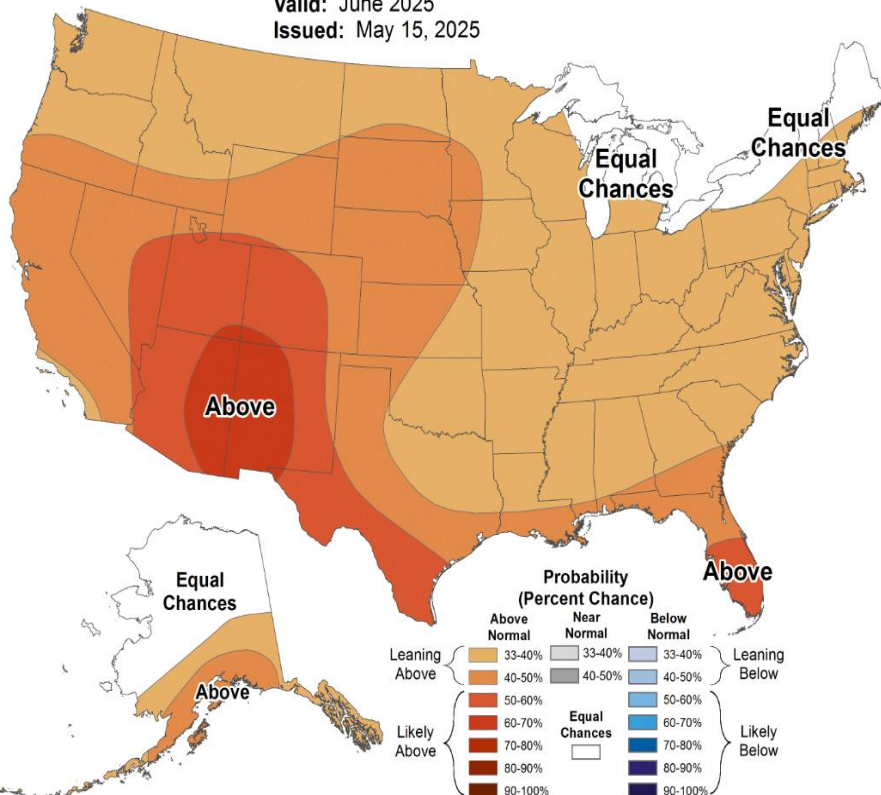 Valid: June 2025
Issued: May 15, 2025
Equal
Chances
Equal
Chances
Above
Above
Equal
Chances
Above
Probability
(Percent Chance)
Above
Normal
Near
Normal
Below
Normal
Leaning
Above
33-40%
33-40%
33-40%
Leaning
Below
40-50%
40-50%
40-50%
Likely
Above
50-60%
50-60%
Likely
Below
60-70%
60-70%
Equal
Chances
70-80%
70-80%
80-90%
80-90%
90-100%
90-100%